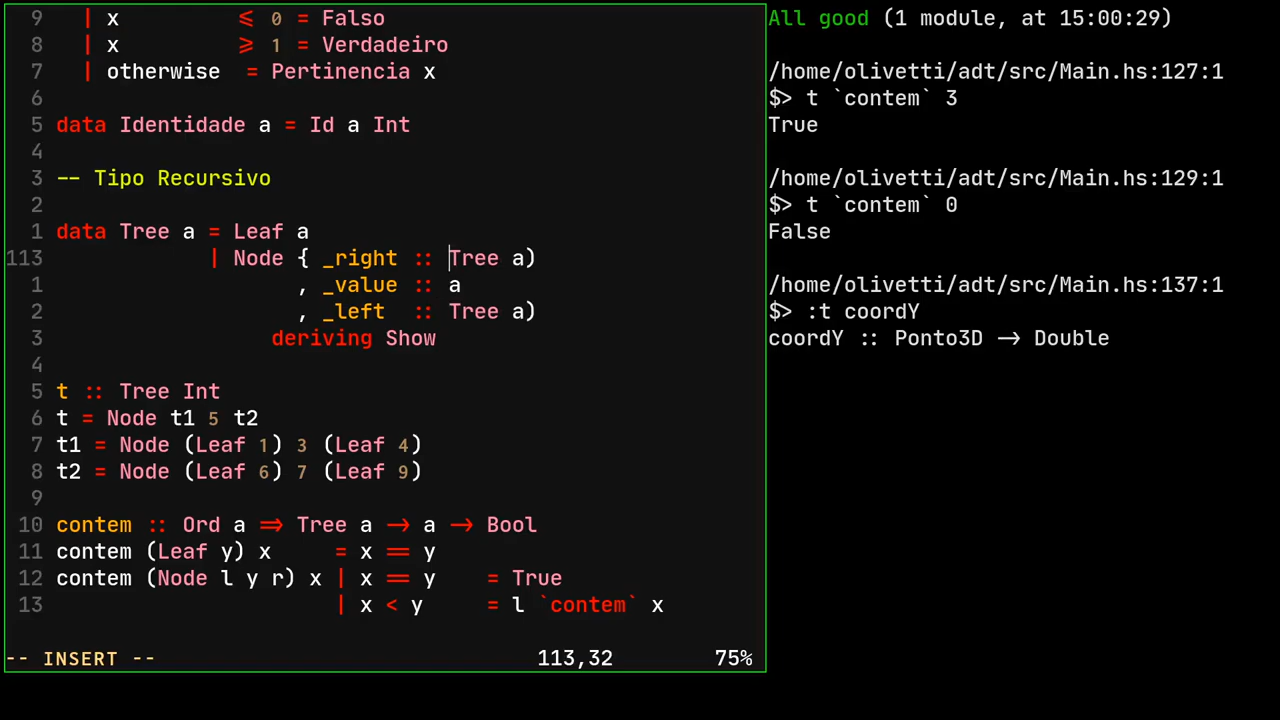 9   | x         <= 0 = Falso
8   | x         >= 1 = Verdadeiro
7   | otherwise  = Pertinencia x
6
5 data Identidade a = Id a Int
4
3 -- Tipo Recursivo
2
1 data Tree a = Leaf a
113             | Node { _right :: Tree a)
1                    , _value :: a
2                    , _left  :: Tree a)
3                  deriving Show
4
5 t :: Tree Int
6 t = Node t1 5 t2
7 t1 = Node (Leaf 1) 3 (Leaf 4)
8 t2 = Node (Leaf 6) 7 (Leaf 9)
9
10 contem :: Ord a => Tree a -> a -> Bool
11 contem (Leaf y) x     = x == y
12 contem (Node l y r) x | x == y    = True
13                       | x < y     = l `contem` x
-- INSERT -- 113,32 75%
All good (1 module, at 15:00:29)
/home/olivetti/adt/src/Main.hs:127:1
$> t `contem` 3
True
/home/olivetti/adt/src/Main.hs:129:1
$> t `contem` 0
False
/home/olivetti/adt/src/Main.hs:137:1
$> :t coordY
coordY :: Ponto3D -> Double